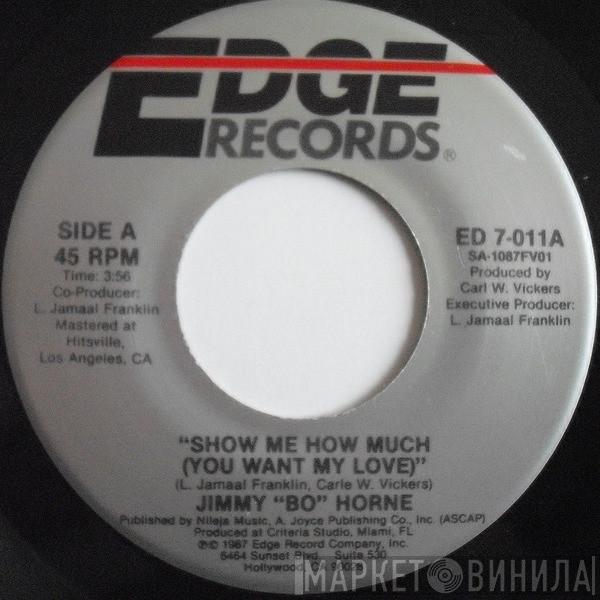 EDGE
RECORDS®
SIDE A
45 RPM
Time: 3:56
Co-Producer:
L. Jamaal Franklin
Mastered at
Hitsville,
Los Angeles, CA
ED 7-011A
SA-1087FV01
Produced by
Carl W. Vickers
Executive Producer:
L. Jamaal Franklin
"SHOW ME HOW MUCH
(YOU WANT MY LOVE)"
(L. Jamaal Franklin, Carle W. Vickers)
JIMMY "BO" HORNE
Published by Nileja Music, A. Joyce Publishing Co., Inc. (ASCAP)
Produced at Criteria Studio, Miami, FL
℗© 1987 Edge Record Company, Inc.
6464 Sunset Blvd., Suite 530
Hollywood, CA 90028
МАРКЕТ ВИНИЛА